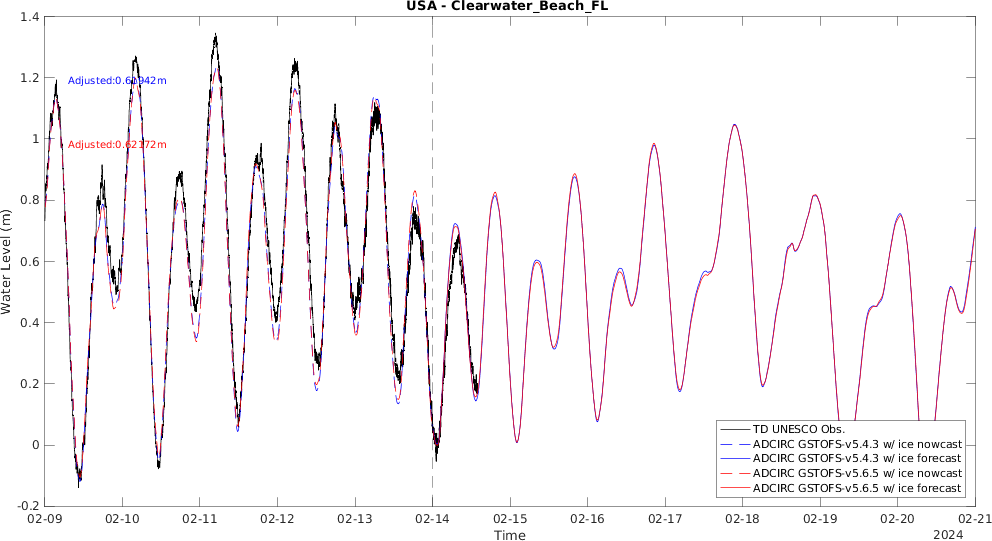 USA - Clearwater_Beach_FL
1.4
1.2
1
0.8
0.6
0.4
0.2
0
-0.2
Water Level (m)
Adjusted:0.61942m
Adjusted:0.62172m
TD UNESCO Obs.
ADCIRC GSTOFS-v5.4.3 w/ ice nowcast
ADCIRC GSTOFS-v5.4.3 w/ ice forecast
ADCIRC GSTOFS-v5.6.5 w/ ice nowcast
ADCIRC GSTOFS-v5.6.5 w/ ice forecast
02-09 02-10 02-11 02-12 02-13 02-14 02-15 02-16 02-17 02-18 02-19 02-20 02-21
Time
2024